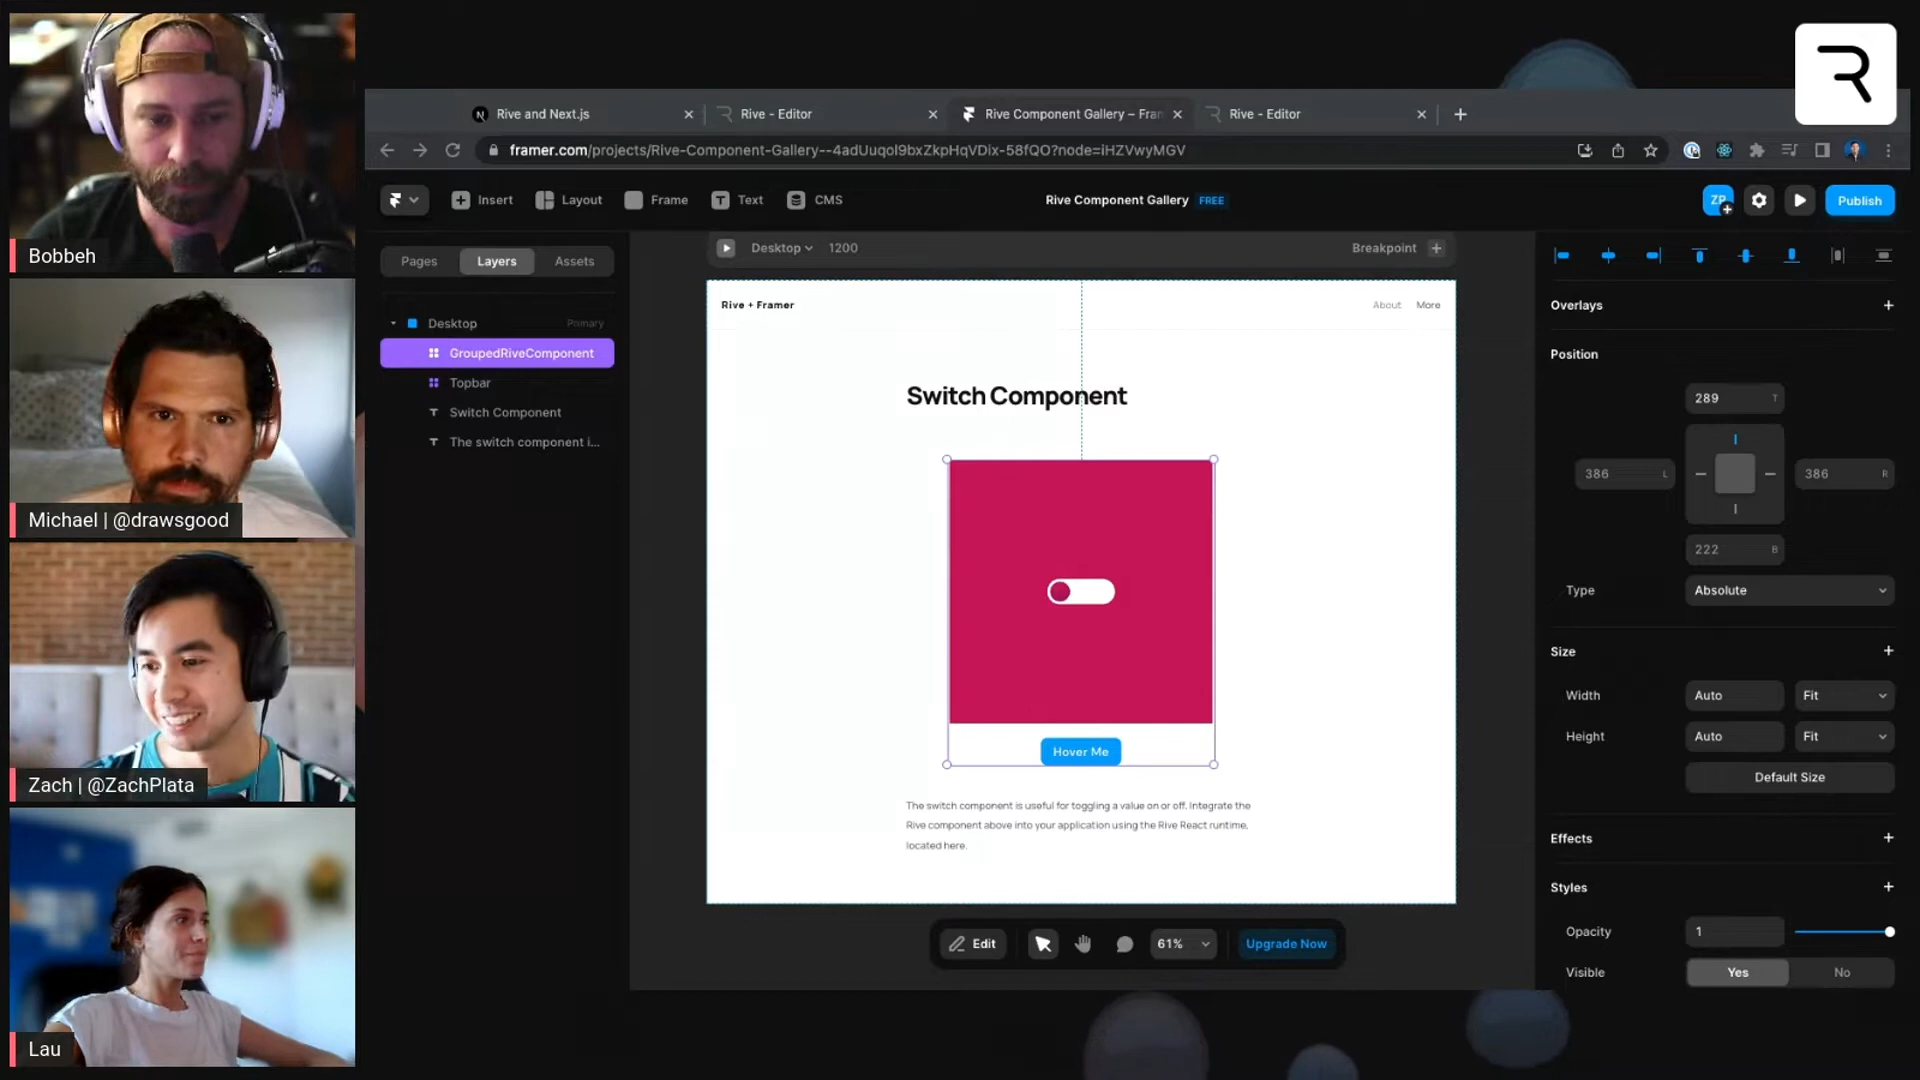 Bobbeh
Michael | @drawsgood
Zach | @ZachPlata
Lau
Rive and Next.js
Rive - Editor
Rive Component Gallery – Fran
Rive - Editor
framer.com/projects/Rive-Component-Gallery--4adUuqoI9bxZkpHqVDix-58fQO?node=iHZVwyMGV
Insert
Layout
Frame
Text
CMS
Rive Component Gallery FREE
ZP
Publish
Pages
Layers
Assets
Desktop Primary
GroupedRiveComponent
Topbar
Switch Component
The switch component i...
Desktop 1200
Breakpoint
Rive + Framer
About More
Switch Component
Hover Me
The switch component is useful for toggling a value on or off. Integrate the
Rive component above into your application using the Rive React runtime,
located here.
Edit
61%
Upgrade Now
Overlays
Position
289 T
386 L
386 R
222 B
Type Absolute
Size
Width Auto Fit
Height Auto Fit
Default Size
Effects
Styles
Opacity 1
Visible Yes No